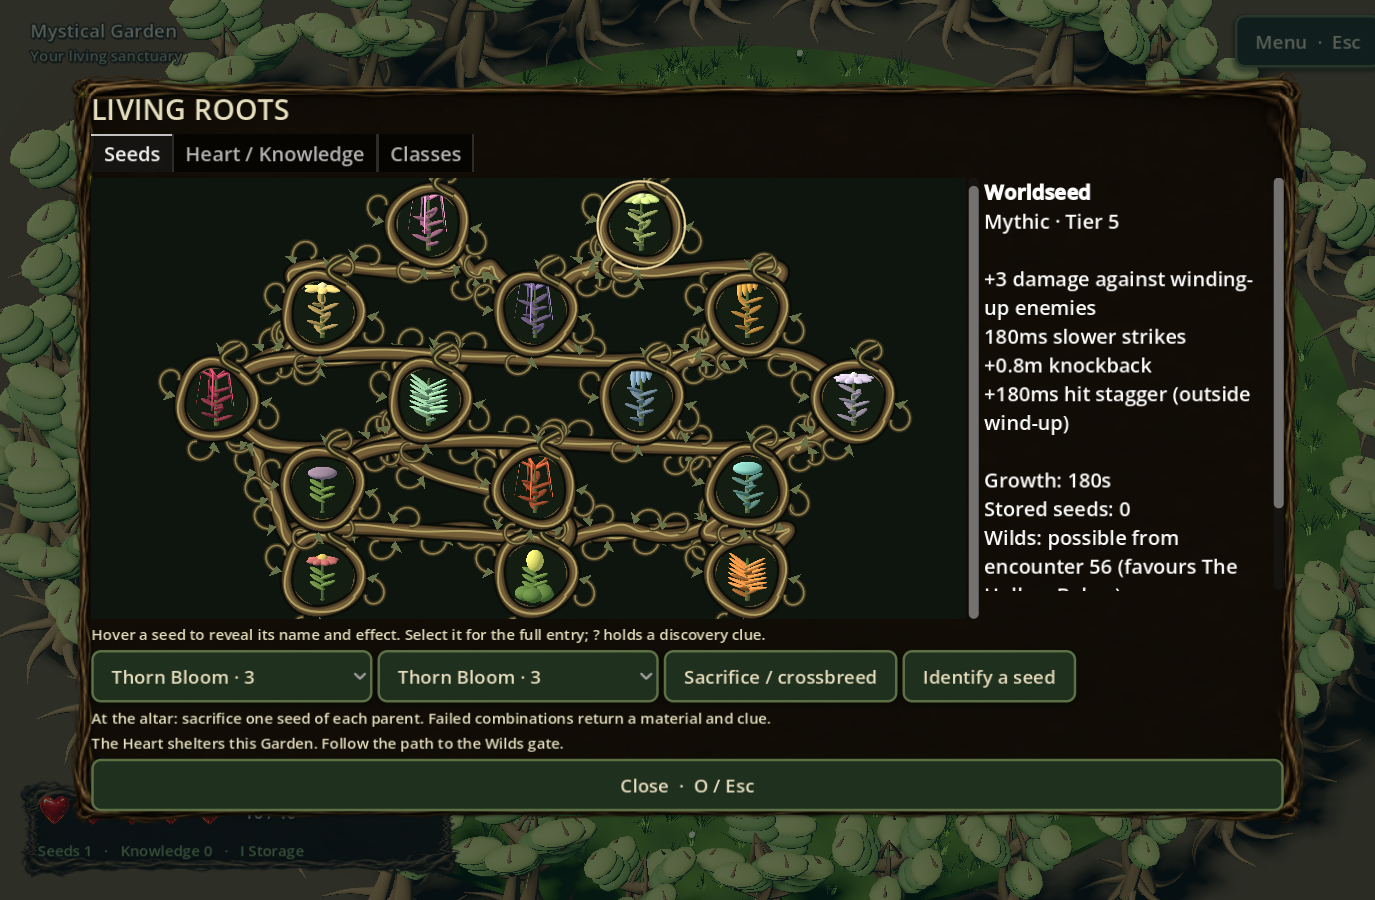 Mystical Garden
Your living sanctuary
Menu · Esc
LIVING ROOTS
Seeds
Heart / Knowledge
Classes
Worldseed
Mythic · Tier 5
+3 damage against winding-
up enemies
180ms slower strikes
+0.8m knockback
+180ms hit stagger (outside
wind-up)
Growth: 180s
Stored seeds: 0
Wilds: possible from
encounter 56 (favours The
Hover a seed to reveal its name and effect. Select it for the full entry; ? holds a discovery clue.
Thorn Bloom · 3
Thorn Bloom · 3
Sacrifice / crossbreed
Identify a seed
At the altar: sacrifice one seed of each parent. Failed combinations return a material and clue.
The Heart shelters this Garden. Follow the path to the Wilds gate.
Close · O / Esc
Seeds 1 · Knowledge 0 · I Storage